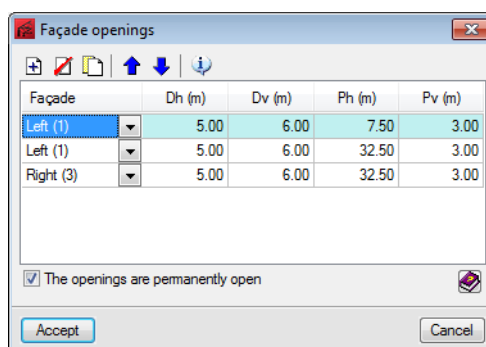 Façade openings
Façade Dh (m) Dv (m) Ph (m) Pv (m)
Left (1) 5.00 6.00 7.50 3.00
Left (1) 5.00 6.00 32.50 3.00
Right (3) 5.00 6.00 32.50 3.00
The openings are permanently open
Accept Cancel